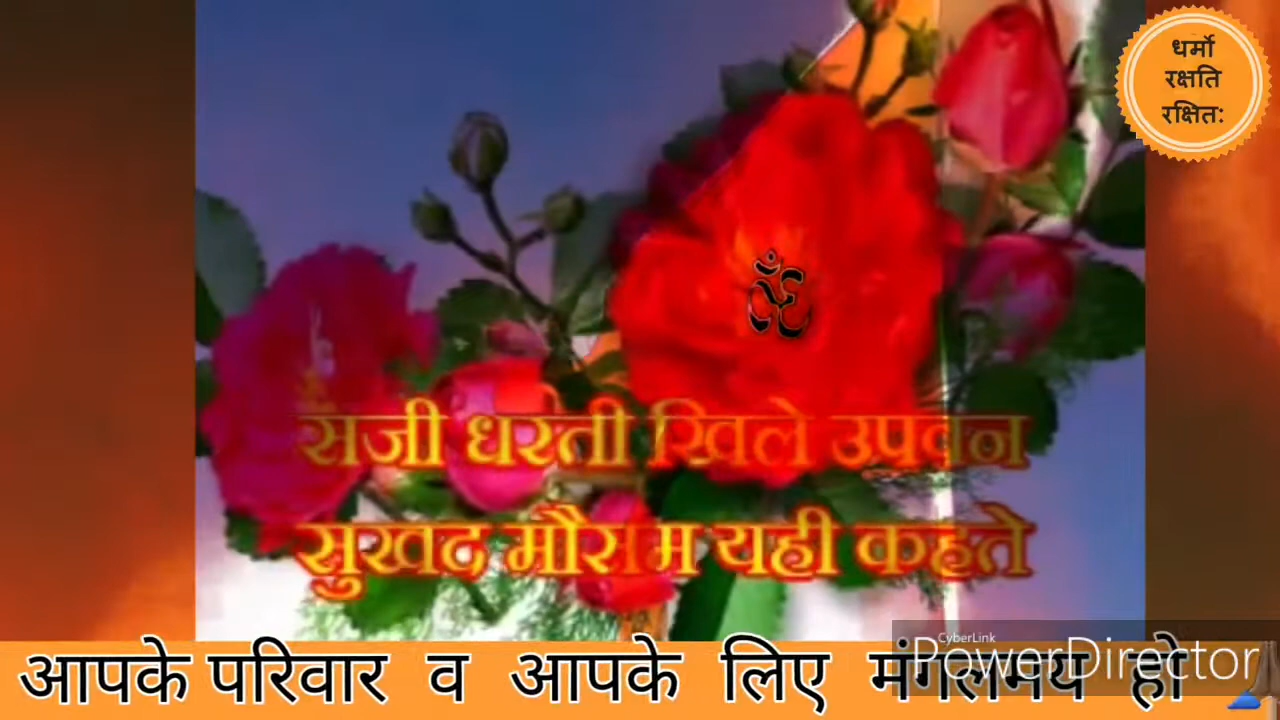 धर्मो
रक्षति
रक्षितः
ॐ
सजी धरती खिले उपवन
सुखद मौसम यही कहते
आपके परिवार व आपके लिए मंगलमय हो
CyberLink
PowerDirector